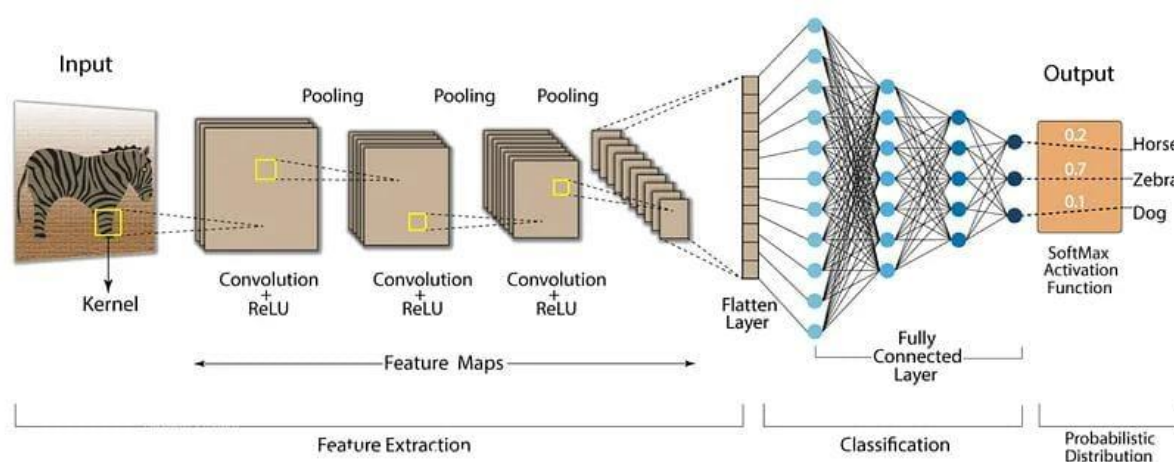 Input
Kernel
Pooling
Pooling
Pooling
Convolution
+
ReLU
Convolution
+
ReLU
Convolution
+
ReLU
Feature Maps
Flatten
Layer
Fully
Connected
Layer
Output
0.2
0.7
0.1
Horse
Zebra
Dog
SoftMax
Activation
Function
Feature Extraction
Classification
Probabilistic
Distribution